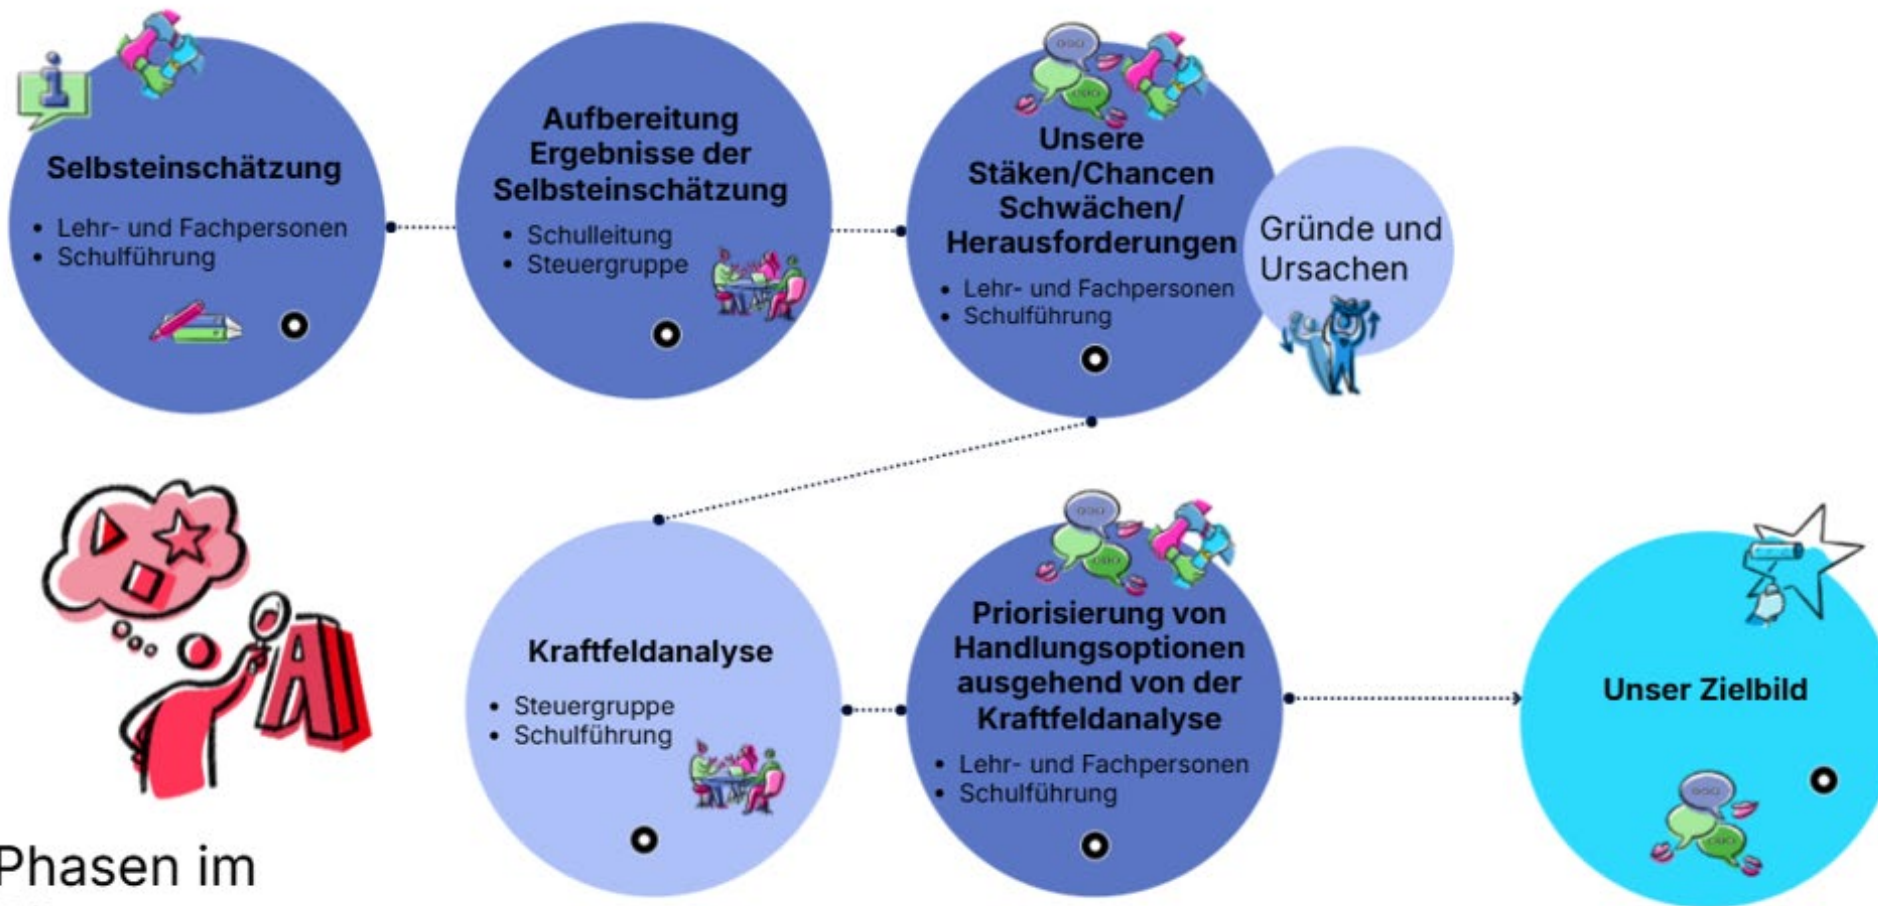 Selbsteinschätzung
• Lehr- und Fachpersonen
• Schulführung
Aufbereitung
Ergebnisse der
Selbsteinschätzung
• Schulleitung
• Steuergruppe
Unsere
Stäken/Chancen
Schwächen/
Herausforderungen
• Lehr- und Fachpersonen
• Schulführung
Gründe und
Ursachen
Kraftfeldanalyse
• Steuergruppe
• Schulführung
Priorisierung von
Handlungsoptionen
ausgehend von der
Kraftfeldanalyse
• Lehr- und Fachpersonen
• Schulführung
Unser Zielbild
Phasen im